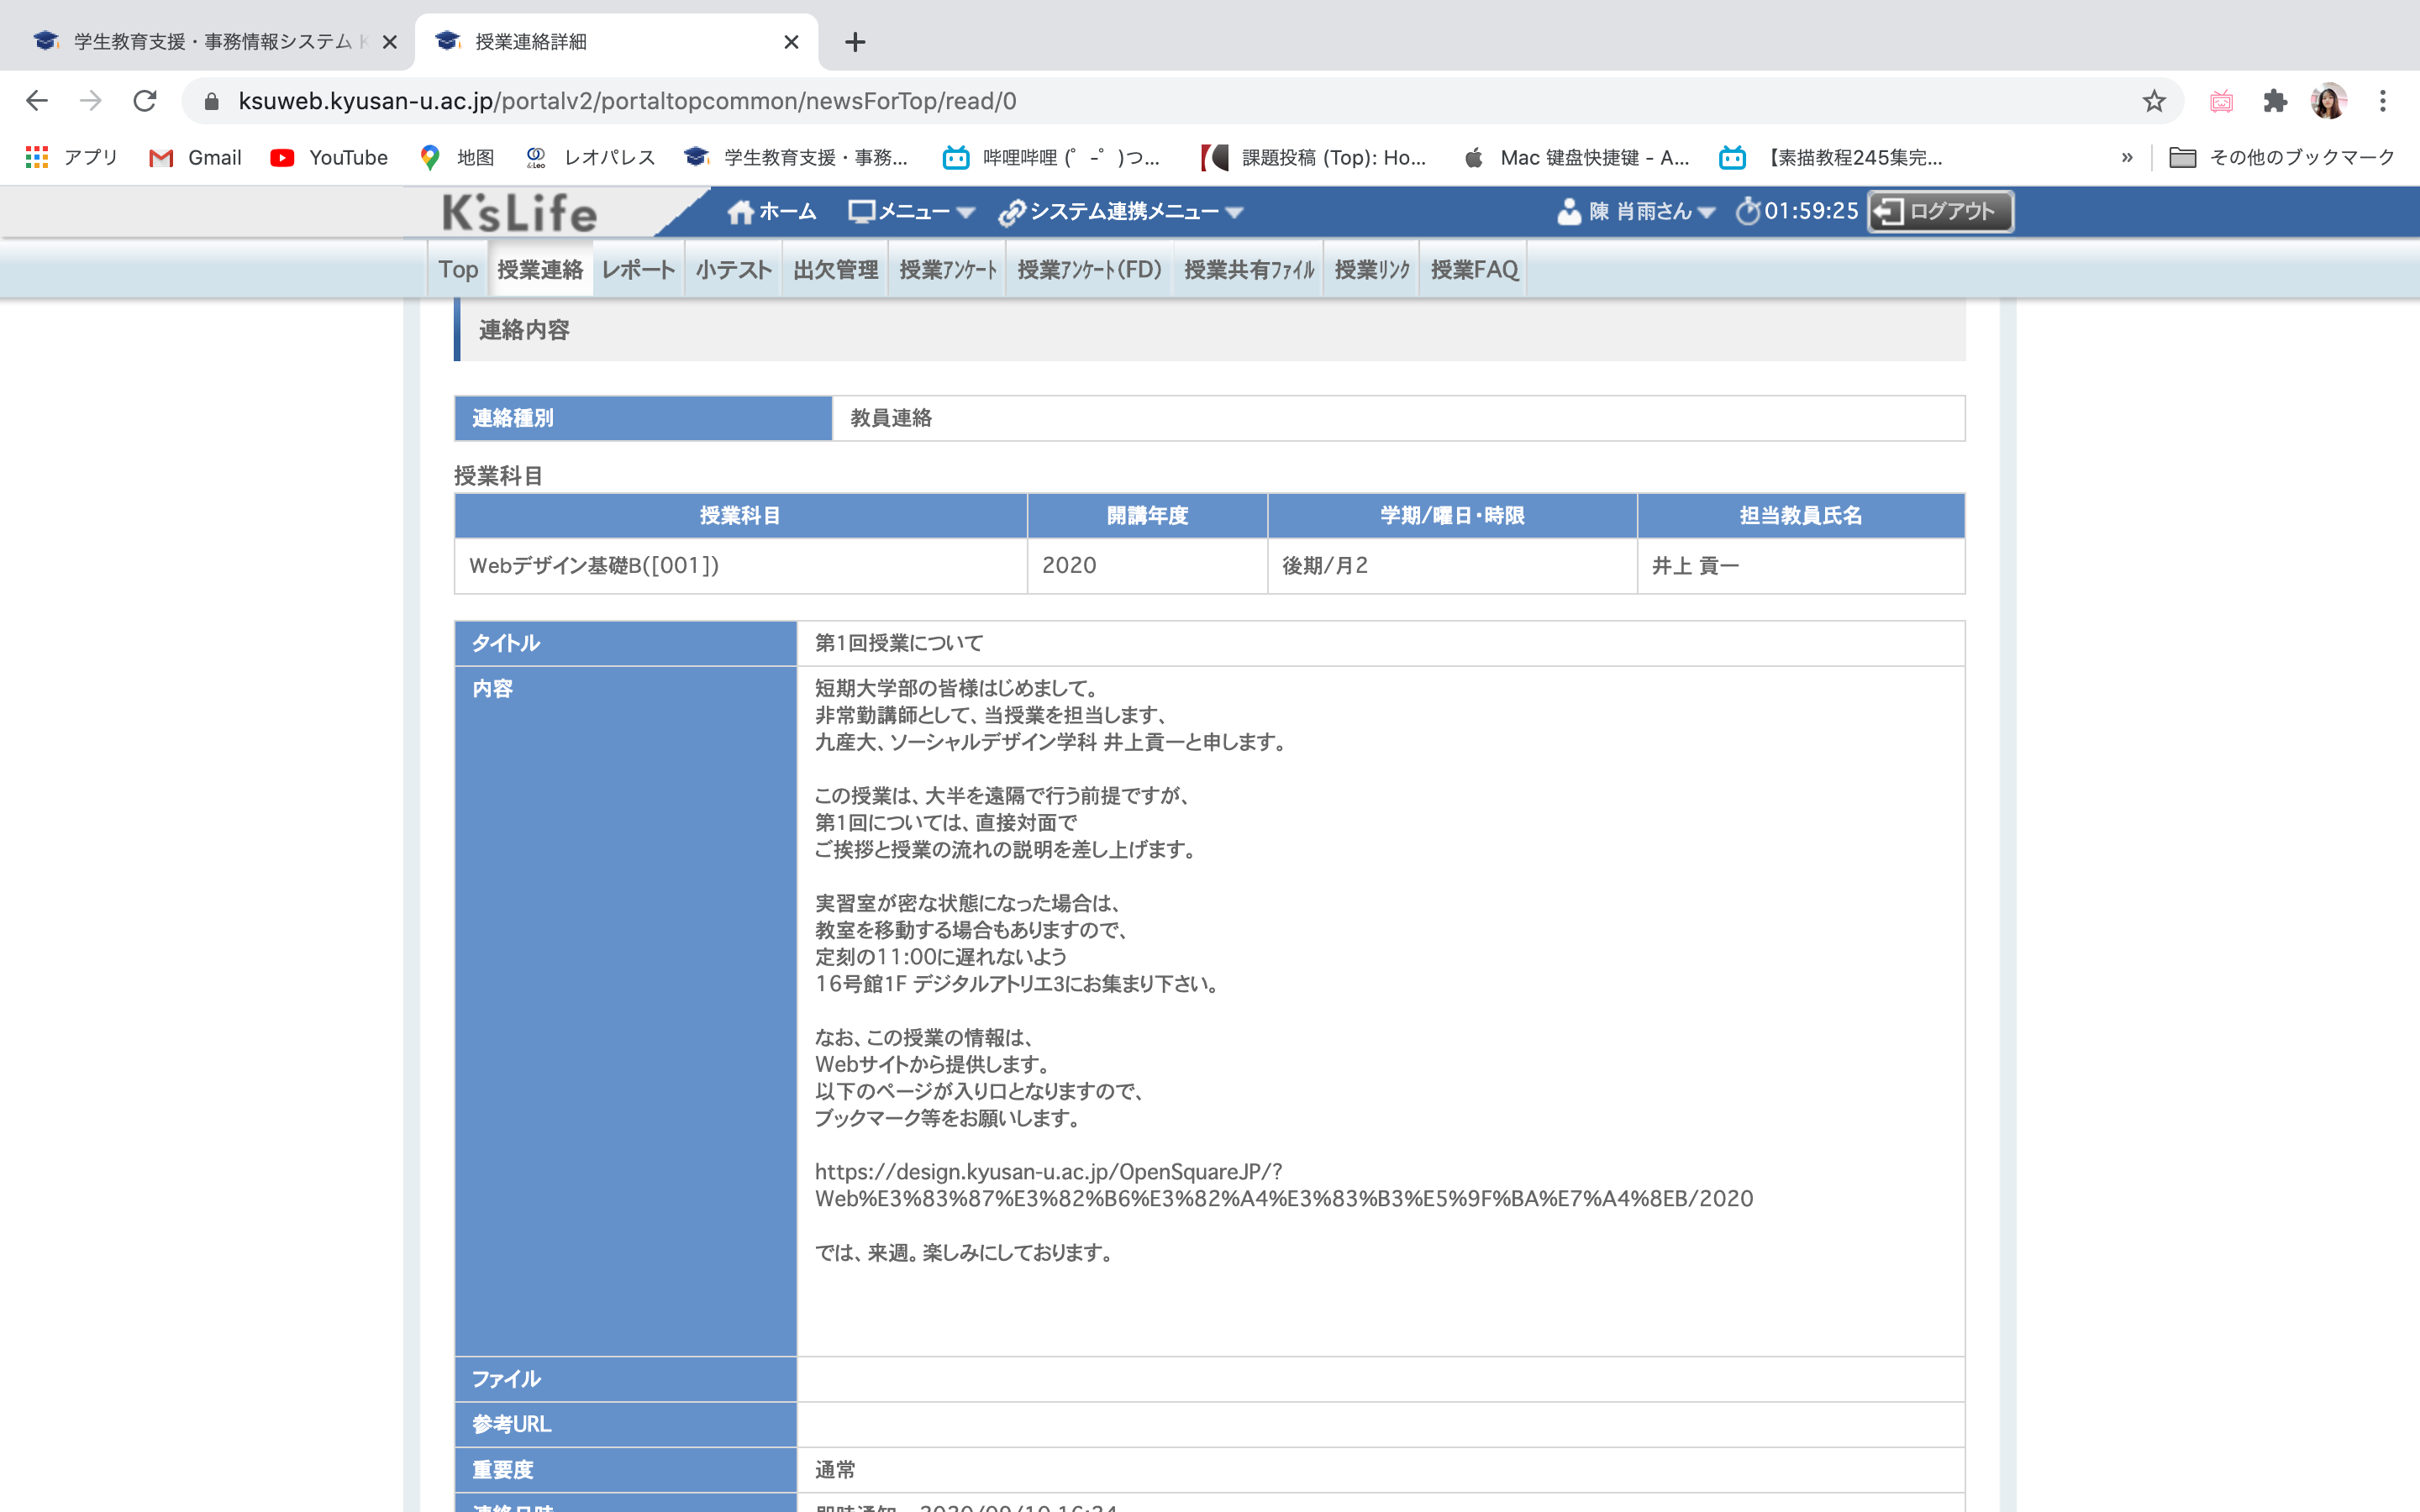 学生教育支援・事務情報システム K
授業連絡詳細
ksuweb.kyusan-u.ac.jp/portalv2/portaltopcommon/newsForTop/read/0
アプリ Gmail YouTube 地图 レオパレス 学生教育支援・事務... 哔哩哔哩 (゜-゜)つ... 課題投稿 (Top): Ho... Mac 键盘快捷键 - A... 【素描教程245集完... » その他のブックマーク
K'sLife ホーム メニュー システム連携メニュー 陳 肖雨さん 01:59:25 ログアウト
Top 授業連絡 レポート 小テスト 出欠管理 授業ｱﾝｹｰﾄ 授業ｱﾝｹｰﾄ(FD) 授業共有ﾌｧｲﾙ 授業ﾘﾝｸ 授業FAQ
連絡内容
連絡種別 教員連絡
授業科目
授業科目 開講年度 学期/曜日・時限 担当教員氏名
Webデザイン基礎B([001]) 2020 後期/月2 井上 貢一
タイトル 第1回授業について
内容 短期大学部の皆様はじめまして。
非常勤講師として、当授業を担当します、
九産大、ソーシャルデザイン学科 井上貢一と申します。
この授業は、大半を遠隔で行う前提ですが、
第1回については、直接対面で
ご挨拶と授業の流れの説明を差し上げます。
実習室が密な状態になった場合は、
教室を移動する場合もありますので、
定刻の11:00に遅れないよう
16号館1F デジタルアトリエ3にお集まり下さい。
なお、この授業の情報は、
Webサイトから提供します。
以下のページが入り口となりますので、
ブックマーク等をお願いします。
https://design.kyusan-u.ac.jp/OpenSquareJP/?
Web%E3%83%87%E3%82%B6%E3%82%A4%E3%83%B3%E5%9F%BA%E7%A4%8EB/2020
では、来週。楽しみにしております。
ファイル
参考URL
重要度 通常
連絡日時 即時通知 2020/09/10 16:34